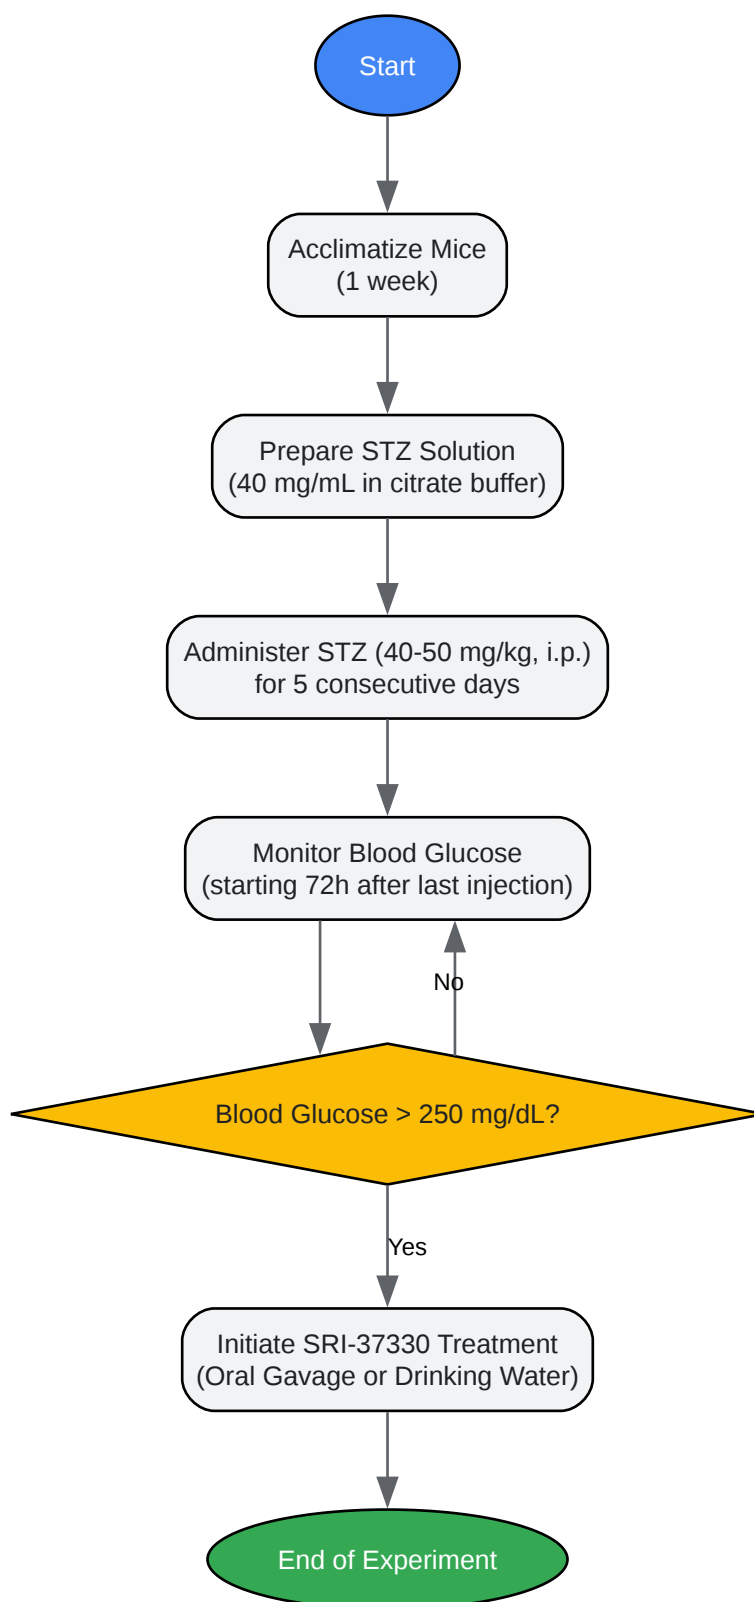 Start
Acclimatize Mice
(1 week)
Prepare STZ Solution
(40 mg/mL in citrate buffer)
Administer STZ (40-50 mg/kg, i.p.)
for 5 consecutive days
Monitor Blood Glucose
(starting 72h after last injection)
No
Blood Glucose > 250 mg/dL?
Yes
Initiate SRI-37330 Treatment
(Oral Gavage or Drinking Water)
End of Experiment